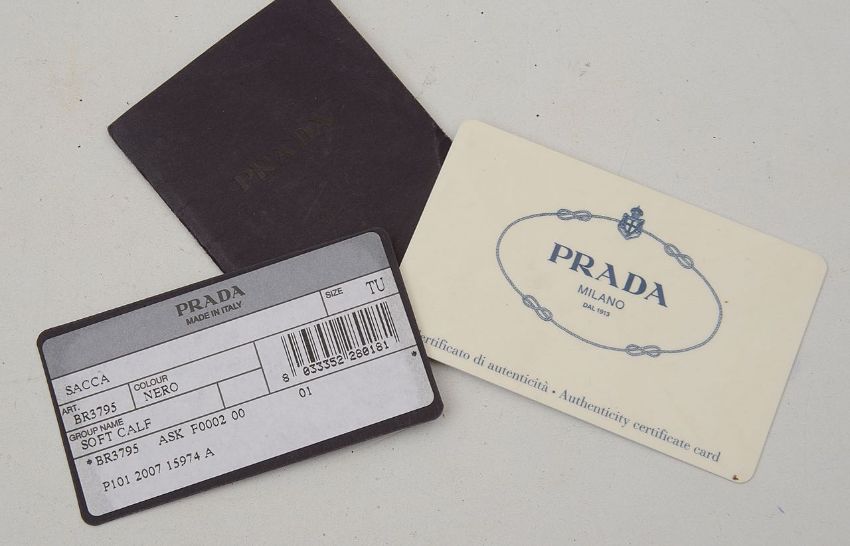 PRADA
PRADA
MILANO
DAL 1913
ertificato di autenticità • Authenticity certificate card
PRADA
MADE IN ITALY
SIZE TU
SACCA
8 033352 280181
ART. BR3795 COLOUR NERO
01
GROUP NAME
SOFT CALF
*BR3795 ASK F0002 00 *
P101 2007 15974 A